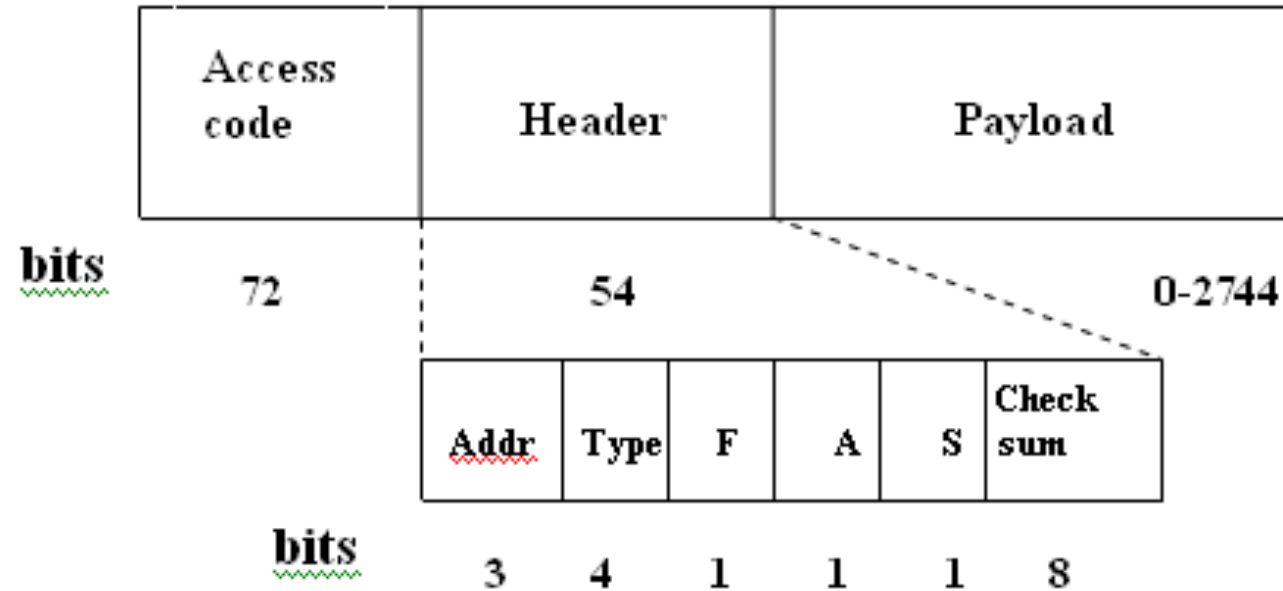 Access
code
Header
Payload
bits
72
54
0-2744
Addr
Type
F
A
S
Check
sum
bits
3
4
1
1
1
8